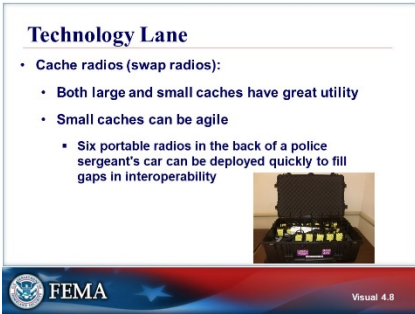 Technology Lane
• Cache radios (swap radios):
• Both large and small caches have great utility
• Small caches can be agile
▪ Six portable radios in the back of a police
sergeant's car can be deployed quickly to fill
gaps in interoperability
FEMA
Visual 4.8